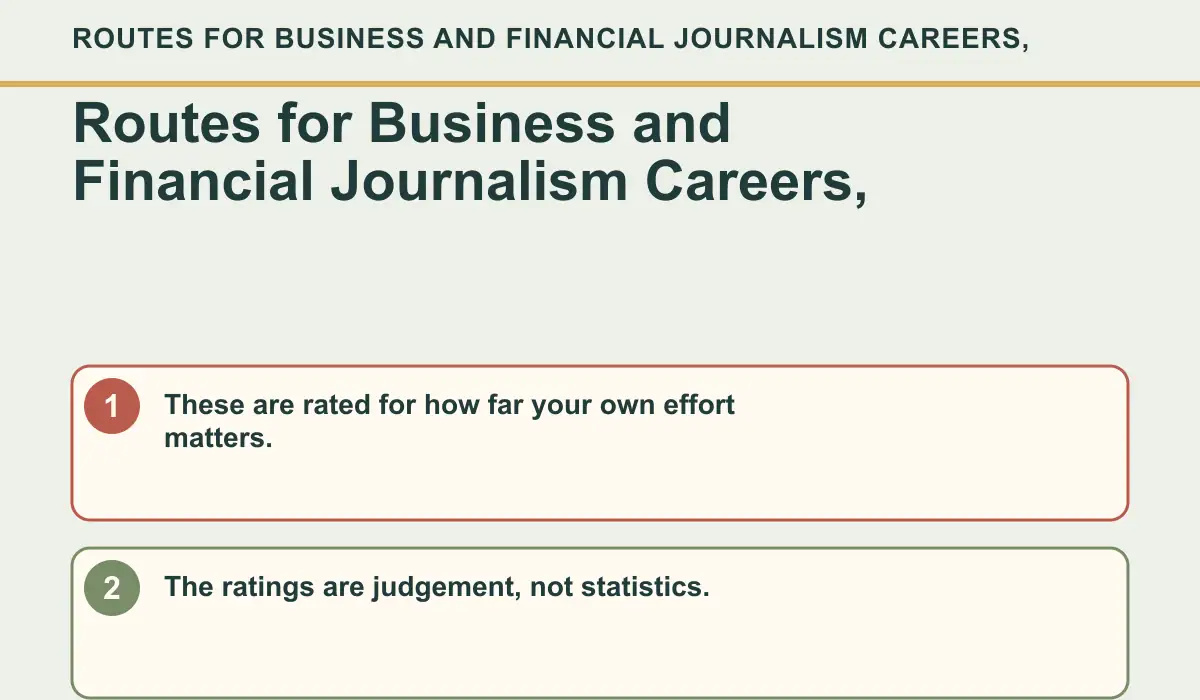 ROUTES FOR BUSINESS AND FINANCIAL JOURNALISM CAREERS,
Routes for Business and
Financial Journalism Careers,
1
These are rated for how far your own effort
matters.
2
The ratings are judgement, not statistics.